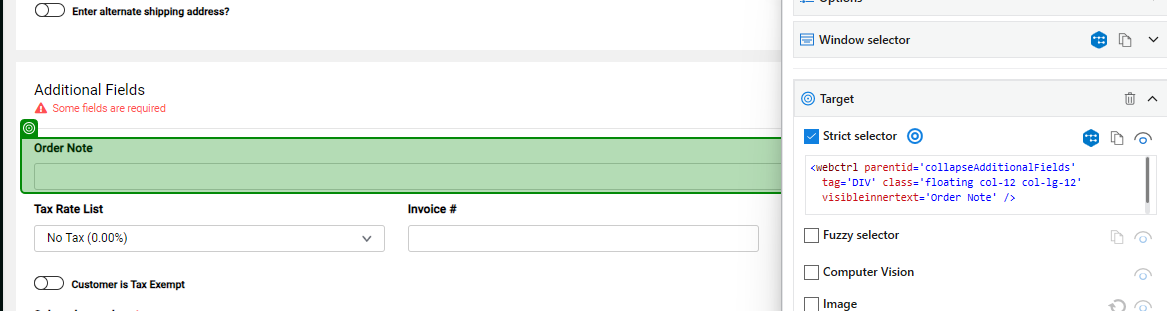 Enter alternate shipping address?
Additional Fields
Some fields are required
Order Note
Tax Rate List
Invoice #
No Tax (0.00%)
Customer is Tax Exempt
Options
Window selector
Target
Strict selector
<webctrl parentid='collapseAdditionalFields'
tag='DIV' class='floating col-12 col-lg-12'
visibleinnertext='Order Note' />
Fuzzy selector
Computer Vision
Image